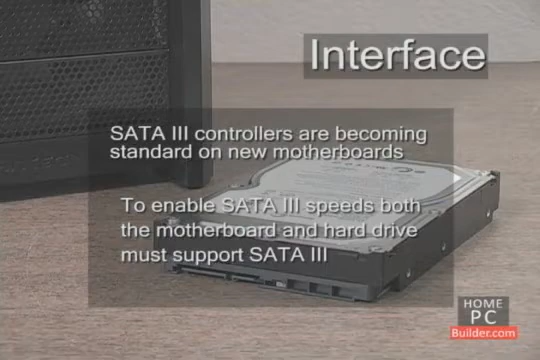 Interface
SATA III controllers are becoming
standard on new motherboards
To enable SATA III speeds both
the motherboard and hard drive
must support SATA III
HOME
PC
Builder.com